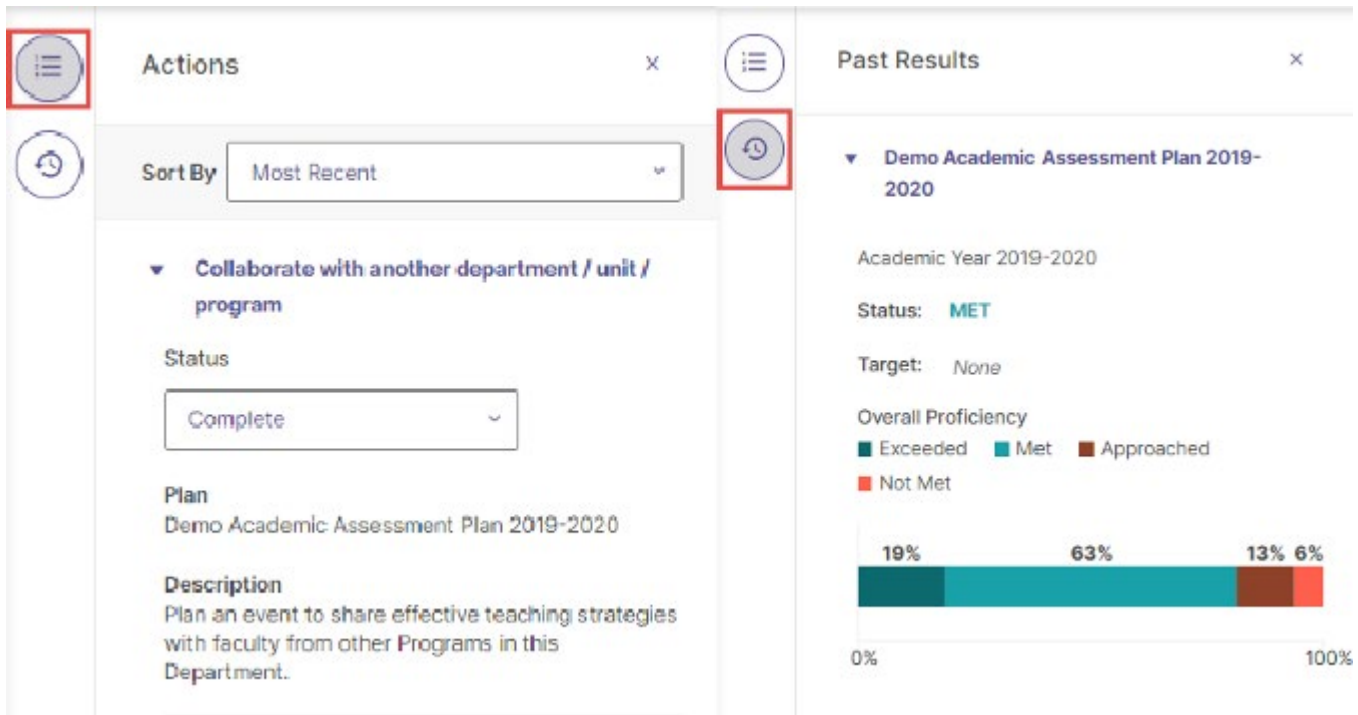 Actions
Sort By
Most Recent
Collaborate with another department / unit /
program
Status
Complete
Plan
Demo Academic Assessment Plan 2019-2020
Description
Plan an event to share effective teaching strategies
with faculty from other Programs in this
Department.
Past Results
Demo Academic Assessment Plan 2019-
2020
Academic Year 2019-2020
Status: MET
Target: None
Overall Proficiency
Exceeded Met Approached
Not Met
19% 63% 13% 6%
0% 100%